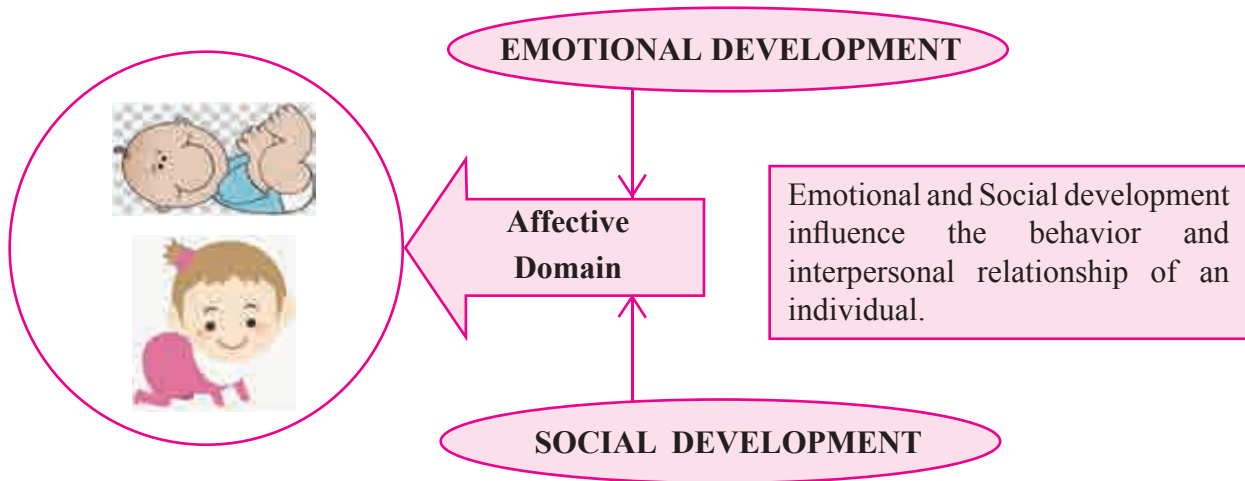 EMOTIONAL DEVELOPMENT
Affective
Domain
Emotional and Social development
influence the behavior and
interpersonal relationship of an
individual.
SOCIAL DEVELOPMENT